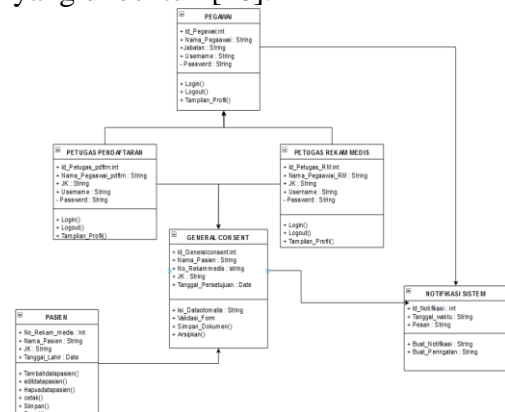 PEGAWAI
+ Id_Pegawai:int
+ Nama_Pegaawai : String
+Jabatan : String
+ Username : String
- Password : String
+ Login()
+ Logout()
+ Tampilan_Profil()
PETUGAS PENDAFTARAN
+ Id_Petugas_pdftrn:int
+ Nama_Pegaawai_pdftrn : String
+ JK : String
+ Username : String
- Password : String
+ Login()
+ Logout()
+ Tampilan_Profil()
PETUGAS REKAM MEDIS
+ Id_Petugas_RM:int
+ Nama_Pegaawai_RM : String
+ JK : String
+ Username : String
- Password : String
+ Login()
+ Logout()
+ Tampilan_Profil()
GENERAL CONSENT
+ Id_Generalconsent:int
+ Nama_Pasien : String
+ No_Rekammedis : string
+ JK : String
+ Tanggal_Persetujuan : Date
+ Isi_Dataotomatis : String
+ Validasi_Form
+ Simpan_Dokumen()
+ Arsipkan()
NOTIFIKASI SISTEM
+ Id_Notifikasi : int
+ Tanggal_waktu : String
+ Pesan : String
+ Buat_Notifikasi : String
+ Buat_Peringatan : String
PASIEN
+ No_Rekam_medis : Int
+ Nama_Pasien : String
+ JK : String
+ Tanggal_Lahir : Date
+ Tambahdatapasien()
+ editdatapasien()
+ Hapusdatapasien()
+ cetak()
+ Simpan()